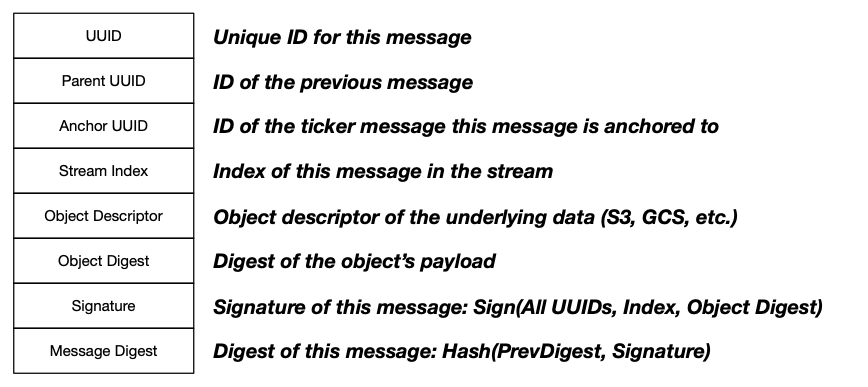 UUID Unique ID for this message
Parent UUID ID of the previous message
Anchor UUID ID of the ticker message this message is anchored to
Stream Index Index of this message in the stream
Object Descriptor Object descriptor of the underlying data (S3, GCS, etc.)
Object Digest Digest of the object’s payload
Signature Signature of this message: Sign(All UUIDs, Index, Object Digest)
Message Digest Digest of this message: Hash(PrevDigest, Signature)